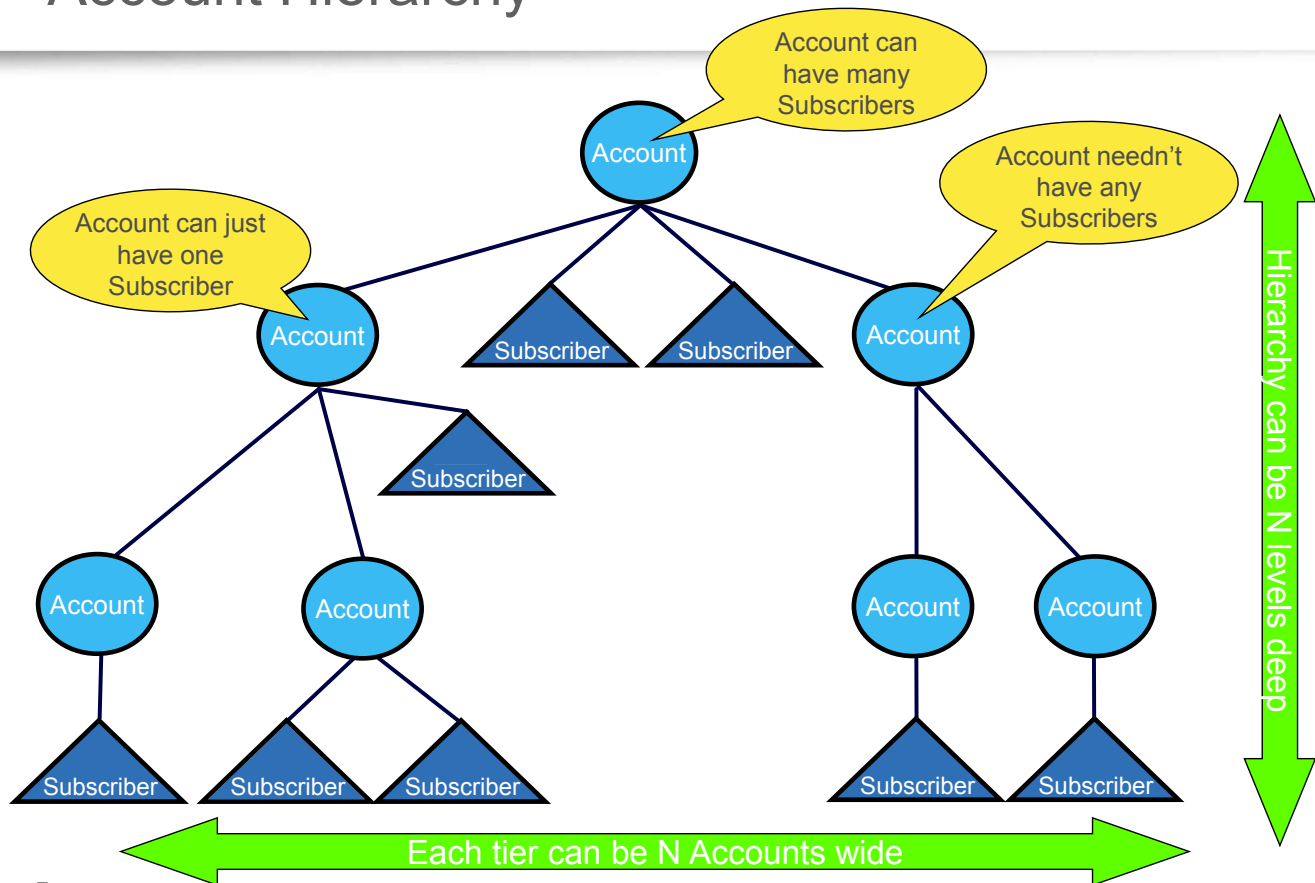 Account Hierarchy
Account can
have many
Subscribers
Account
Account needn’t
have any
Subscribers
Account can just
have one
Subscriber
Account
Subscriber
Subscriber
Account
Subscriber
Account
Account
Account
Account
Subscriber
Subscriber
Subscriber
Subscriber
Subscriber
Hierarchy can be N levels deep
Each tier can be N Accounts wide